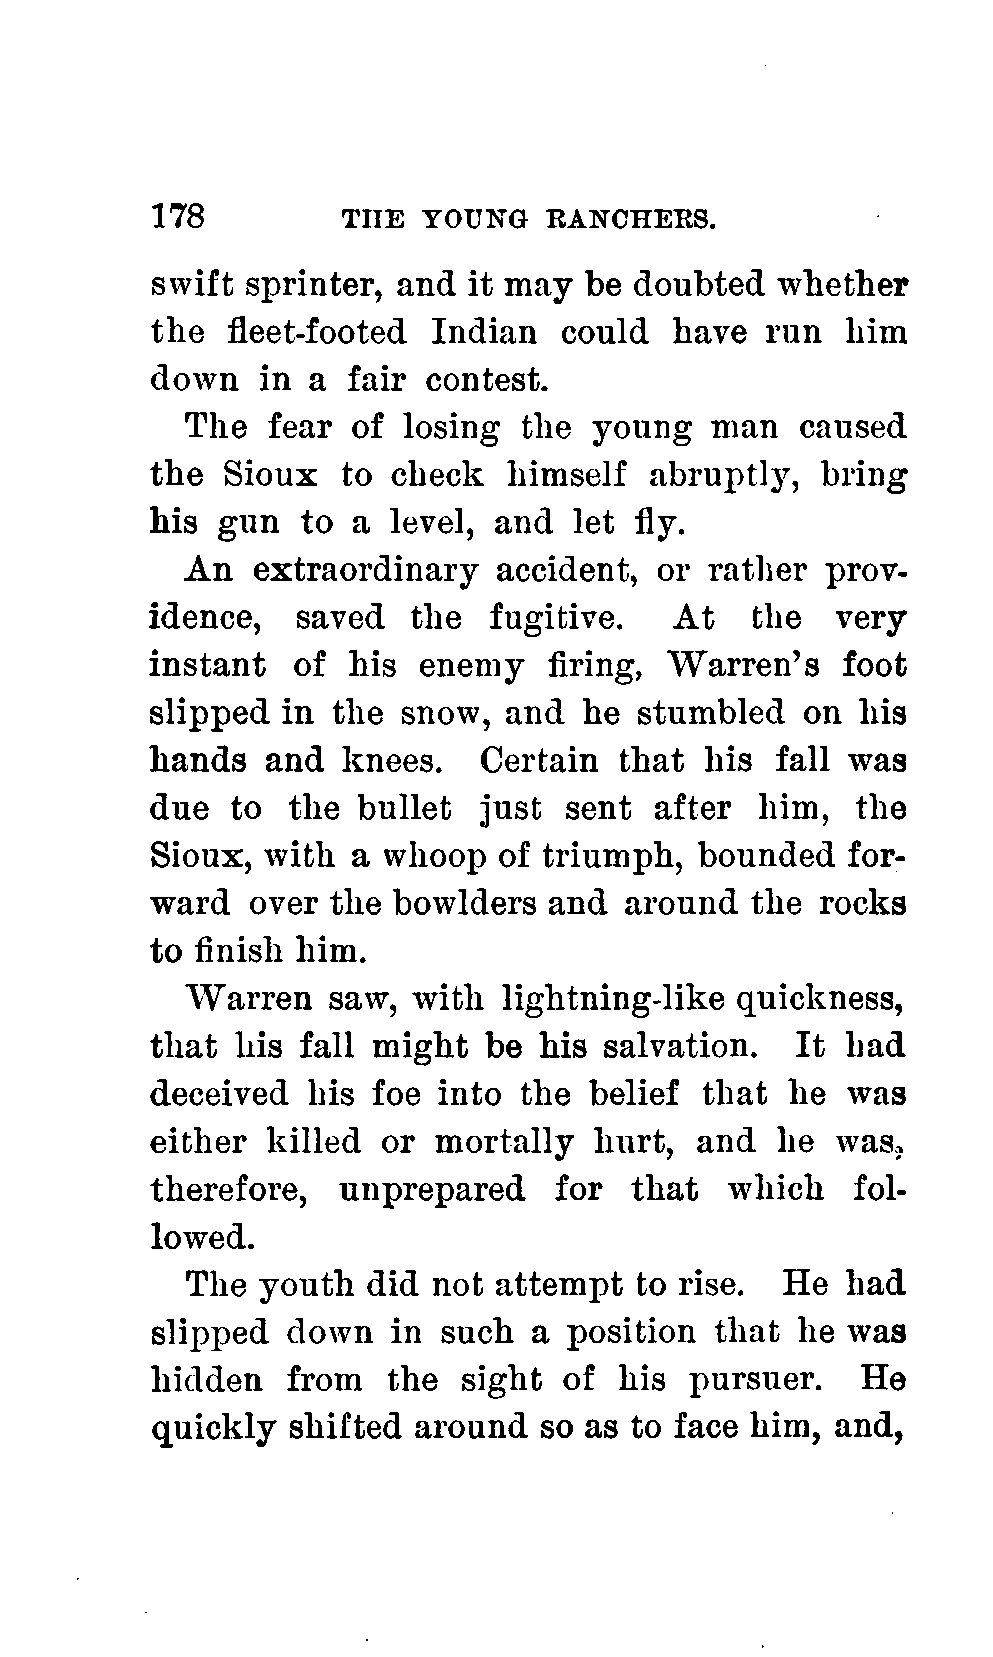 178 THE YOUNG RANCHERS.
swift sprinter, and it may be doubted whether
the fleet-footed Indian could have run him
down in a fair contest.
The fear of losing the young man caused
the Sioux to check himself abruptly, bring
his gun to a level, and let fly.
An extraordinary accident, or rather prov-
idence, saved the fugitive. At the very
instant of his enemy firing, Warren's foot
slipped in the snow, and he stumbled on his
hands and knees. Certain that his fall was
due to the bullet just sent after him, the
Sioux, with a whoop of triumph, bounded for-
ward over the bowlders and around the rocks
to finish him.
Warren saw, with lightning-like quickness,
that his fall might be his salvation. It had
deceived his foe into the belief that he was
either killed or mortally hurt, and he was,
therefore, unprepared for that which fol-
lowed.
The youth did not attempt to rise. He had
slipped down in such a position that he was
hidden from the sight of his pursuer. He
quickly shifted around so as to face him, and,